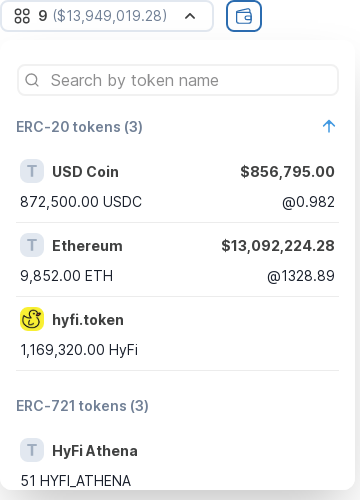 9 ($13,949,019.28)
Search by token name
ERC-20 tokens (3)
T USD Coin $856,795.00
872,500.00 USDC @0.982
T Ethereum $13,092,224.28
9,852.00 ETH @1328.89
hyfi.token
1,169,320.00 HyFi
ERC-721 tokens (3)
T HyFi Athena
51 HYFI_ATHENA